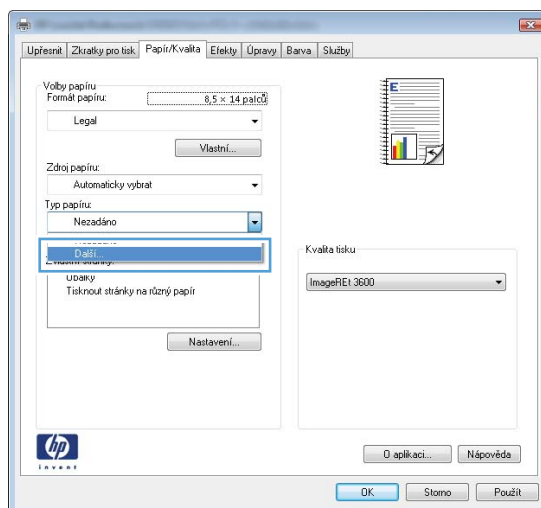 Upřesnit Zkratky pro tisk Papír/Kvalita Efekty Úpravy Barva Služby
Volby papíru
Formát papíru: 8,5 × 14 palců
Legal
Vlastní...
Zdroj papíru:
Automaticky vybrat
Typ papíru:
Nezadáno
Další...
Obálky
Tisknout stránky na různý papír
Nastavení...
E
Kvalita tisku
ImageREt 3600
hp
invent
O aplikaci... Nápověda
OK Storno Použít